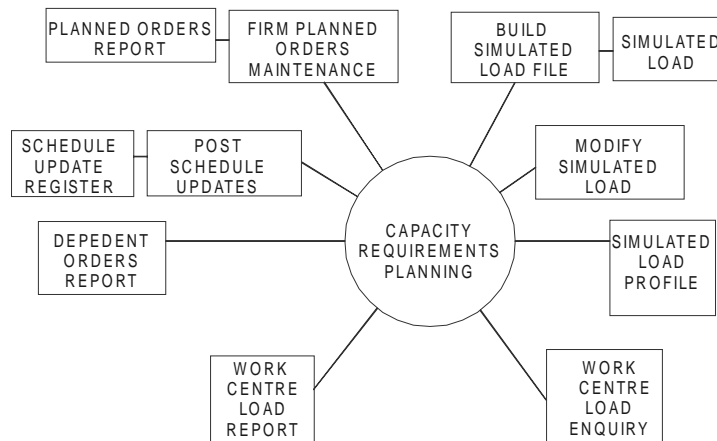 PLANNED ORDERS
REPORT
FIRM PLANNED
ORDERS
MAINTENANCE
BUILD
SIMULATED
LOAD FILE
SIMULATED
LOAD
SCHEDULE
UPDATE
REGISTER
POST
SCHEDULE
UPDATES
MODIFY
SIMULATED
LOAD
CAPACITY
REQUIREMENTS
PLANNING
DEPEDENT
ORDERS
REPORT
SIMULATED
LOAD
PROFILE
WORK
CENTRE
LOAD
REPORT
WORK
CENTRE
LOAD
ENQUIRY